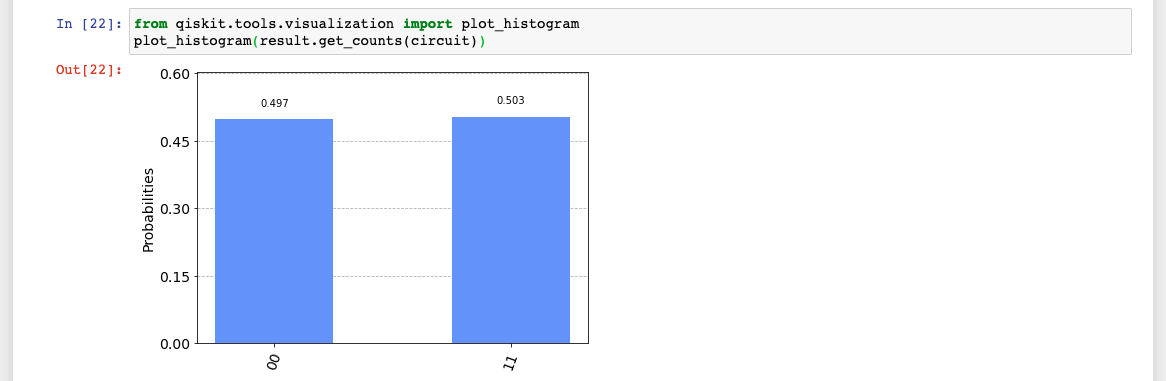 In [22]: from qiskit.tools.visualization import plot_histogram
plot_histogram(result.get_counts(circuit))
Out[22]:
0.60
0.497
0.503
0.45
0.30
0.15
0.00
Probabilities
00
11